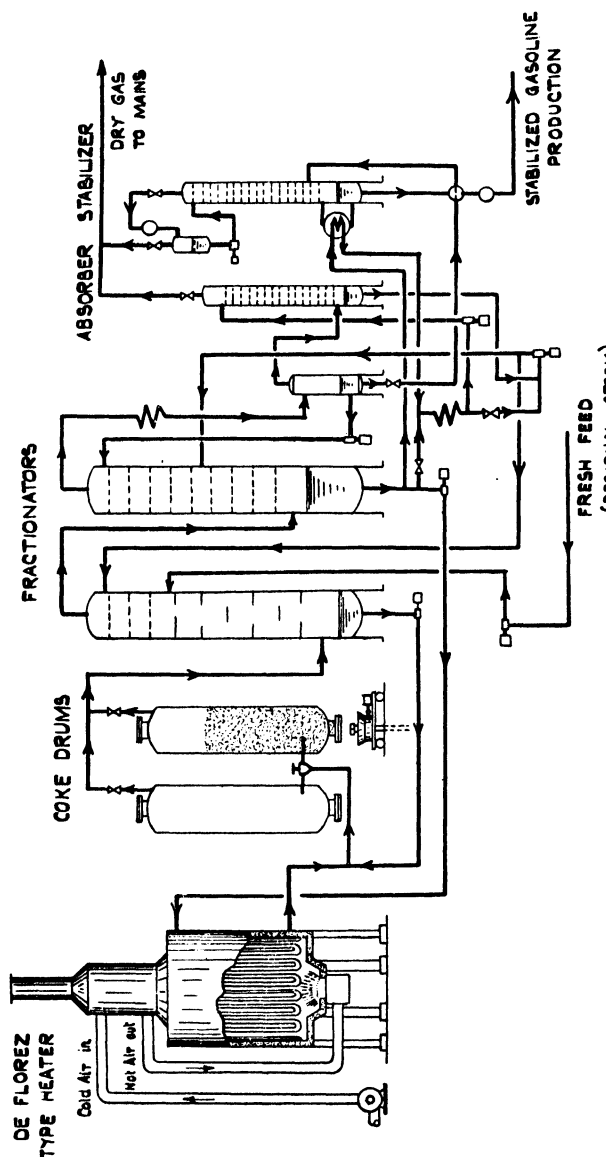 DE FLOREZ
TYPE HEATER
Cold Air in
Hot Air out
COKE DRUMS
FRACTIONATORS
ABSORBER STABILIZER
DRY GAS
TO MAINS
STABILIZED GASOLINE
PRODUCTION
FRESH FEED